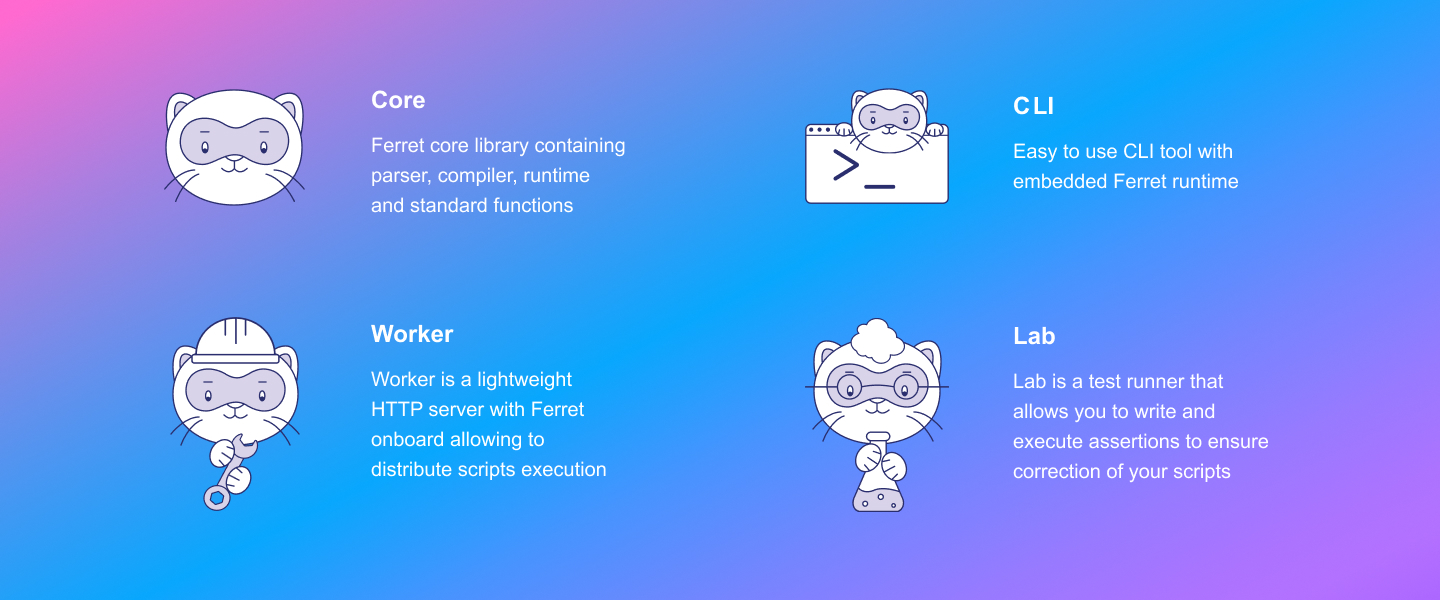 Core
Ferret core library containing
parser, compiler, runtime
and standard functions
CLI
Easy to use CLI tool with
embedded Ferret runtime
Worker
Worker is a lightweight
HTTP server with Ferret
onboard allowing to
distribute scripts execution
Lab
Lab is a test runner that
allows you to write and
execute assertions to ensure
correction of your scripts